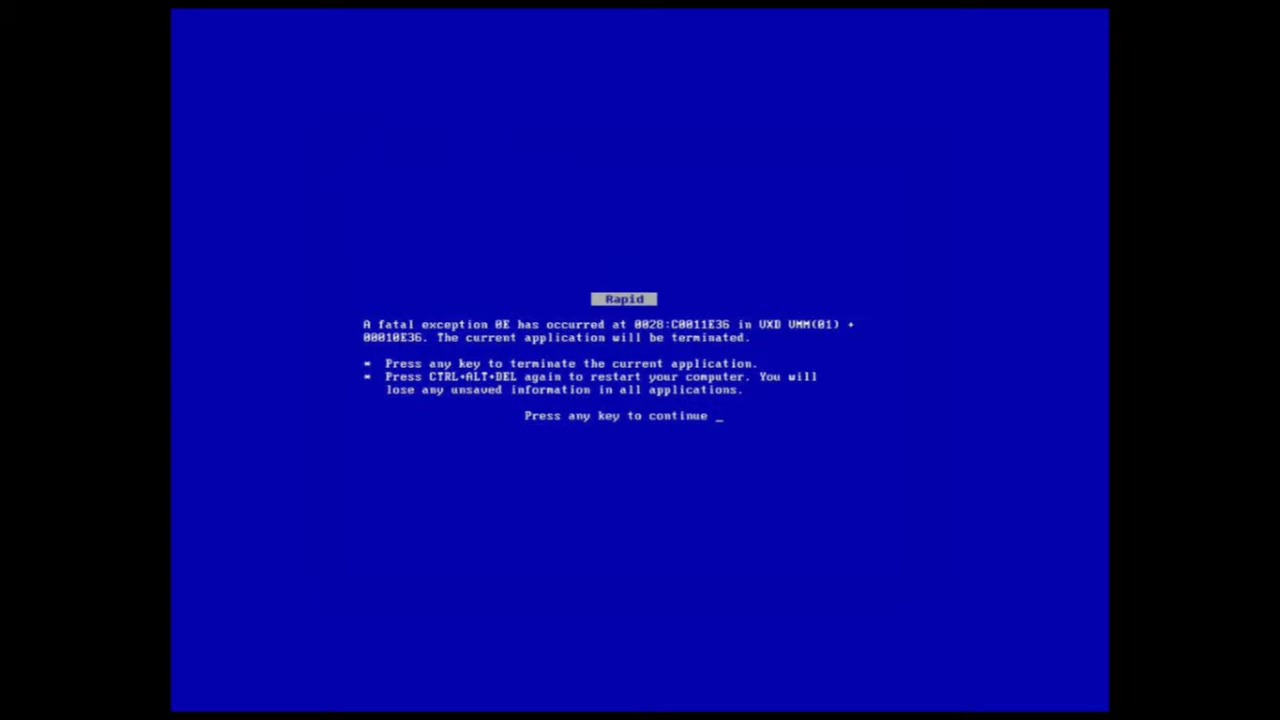 Rapid
A fatal exception 0E has occurred at 0028:C0011E36 in VXD VMM(01) +
00010E36. The current application will be terminated.
* Press any key to terminate the current application.
* Press CTRL+ALT+DEL again to restart your computer. You will
lose any unsaved information in all applications.
Press any key to continue _